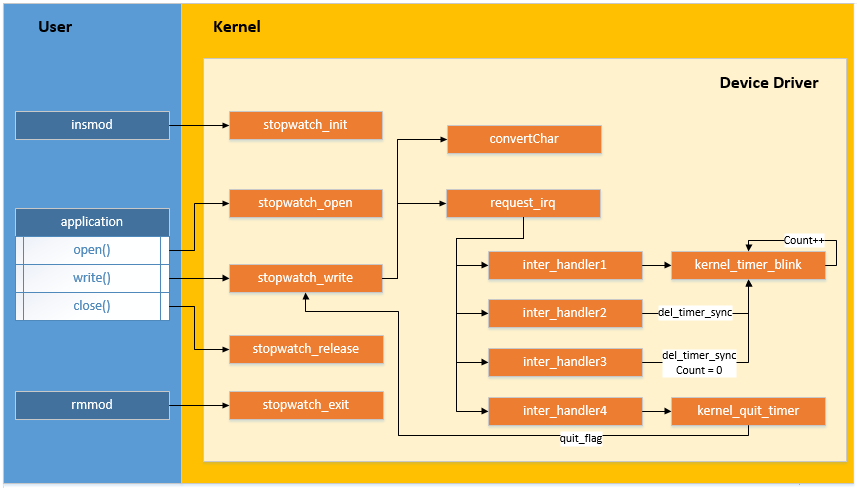 User
Kernel
Device Driver
insmod
stopwatch_init
convertChar
stopwatch_open
request_irq
application
open()
write()
close()
stopwatch_write
inter_handler1
Count++
kernel_timer_blink
inter_handler2
del_timer_sync
stopwatch_release
inter_handler3
del_timer_sync
Count = 0
rmmod
stopwatch_exit
inter_handler4
kernel_quit_timer
quit_flag